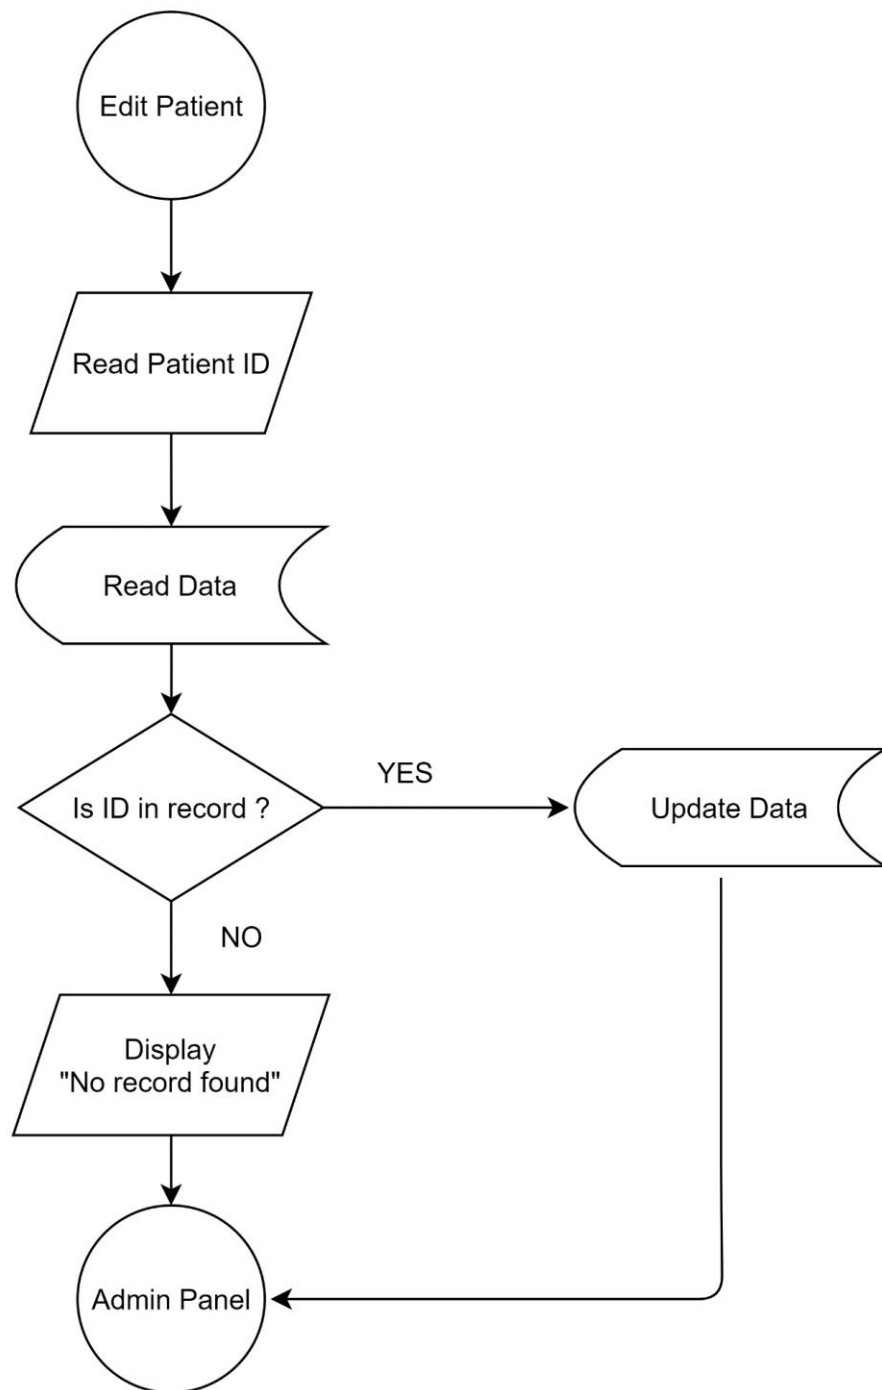 Edit Patient
Read Patient ID
Read Data
Is ID in record ?
YES
Update Data
NO
Display
"No record found"
Admin Panel